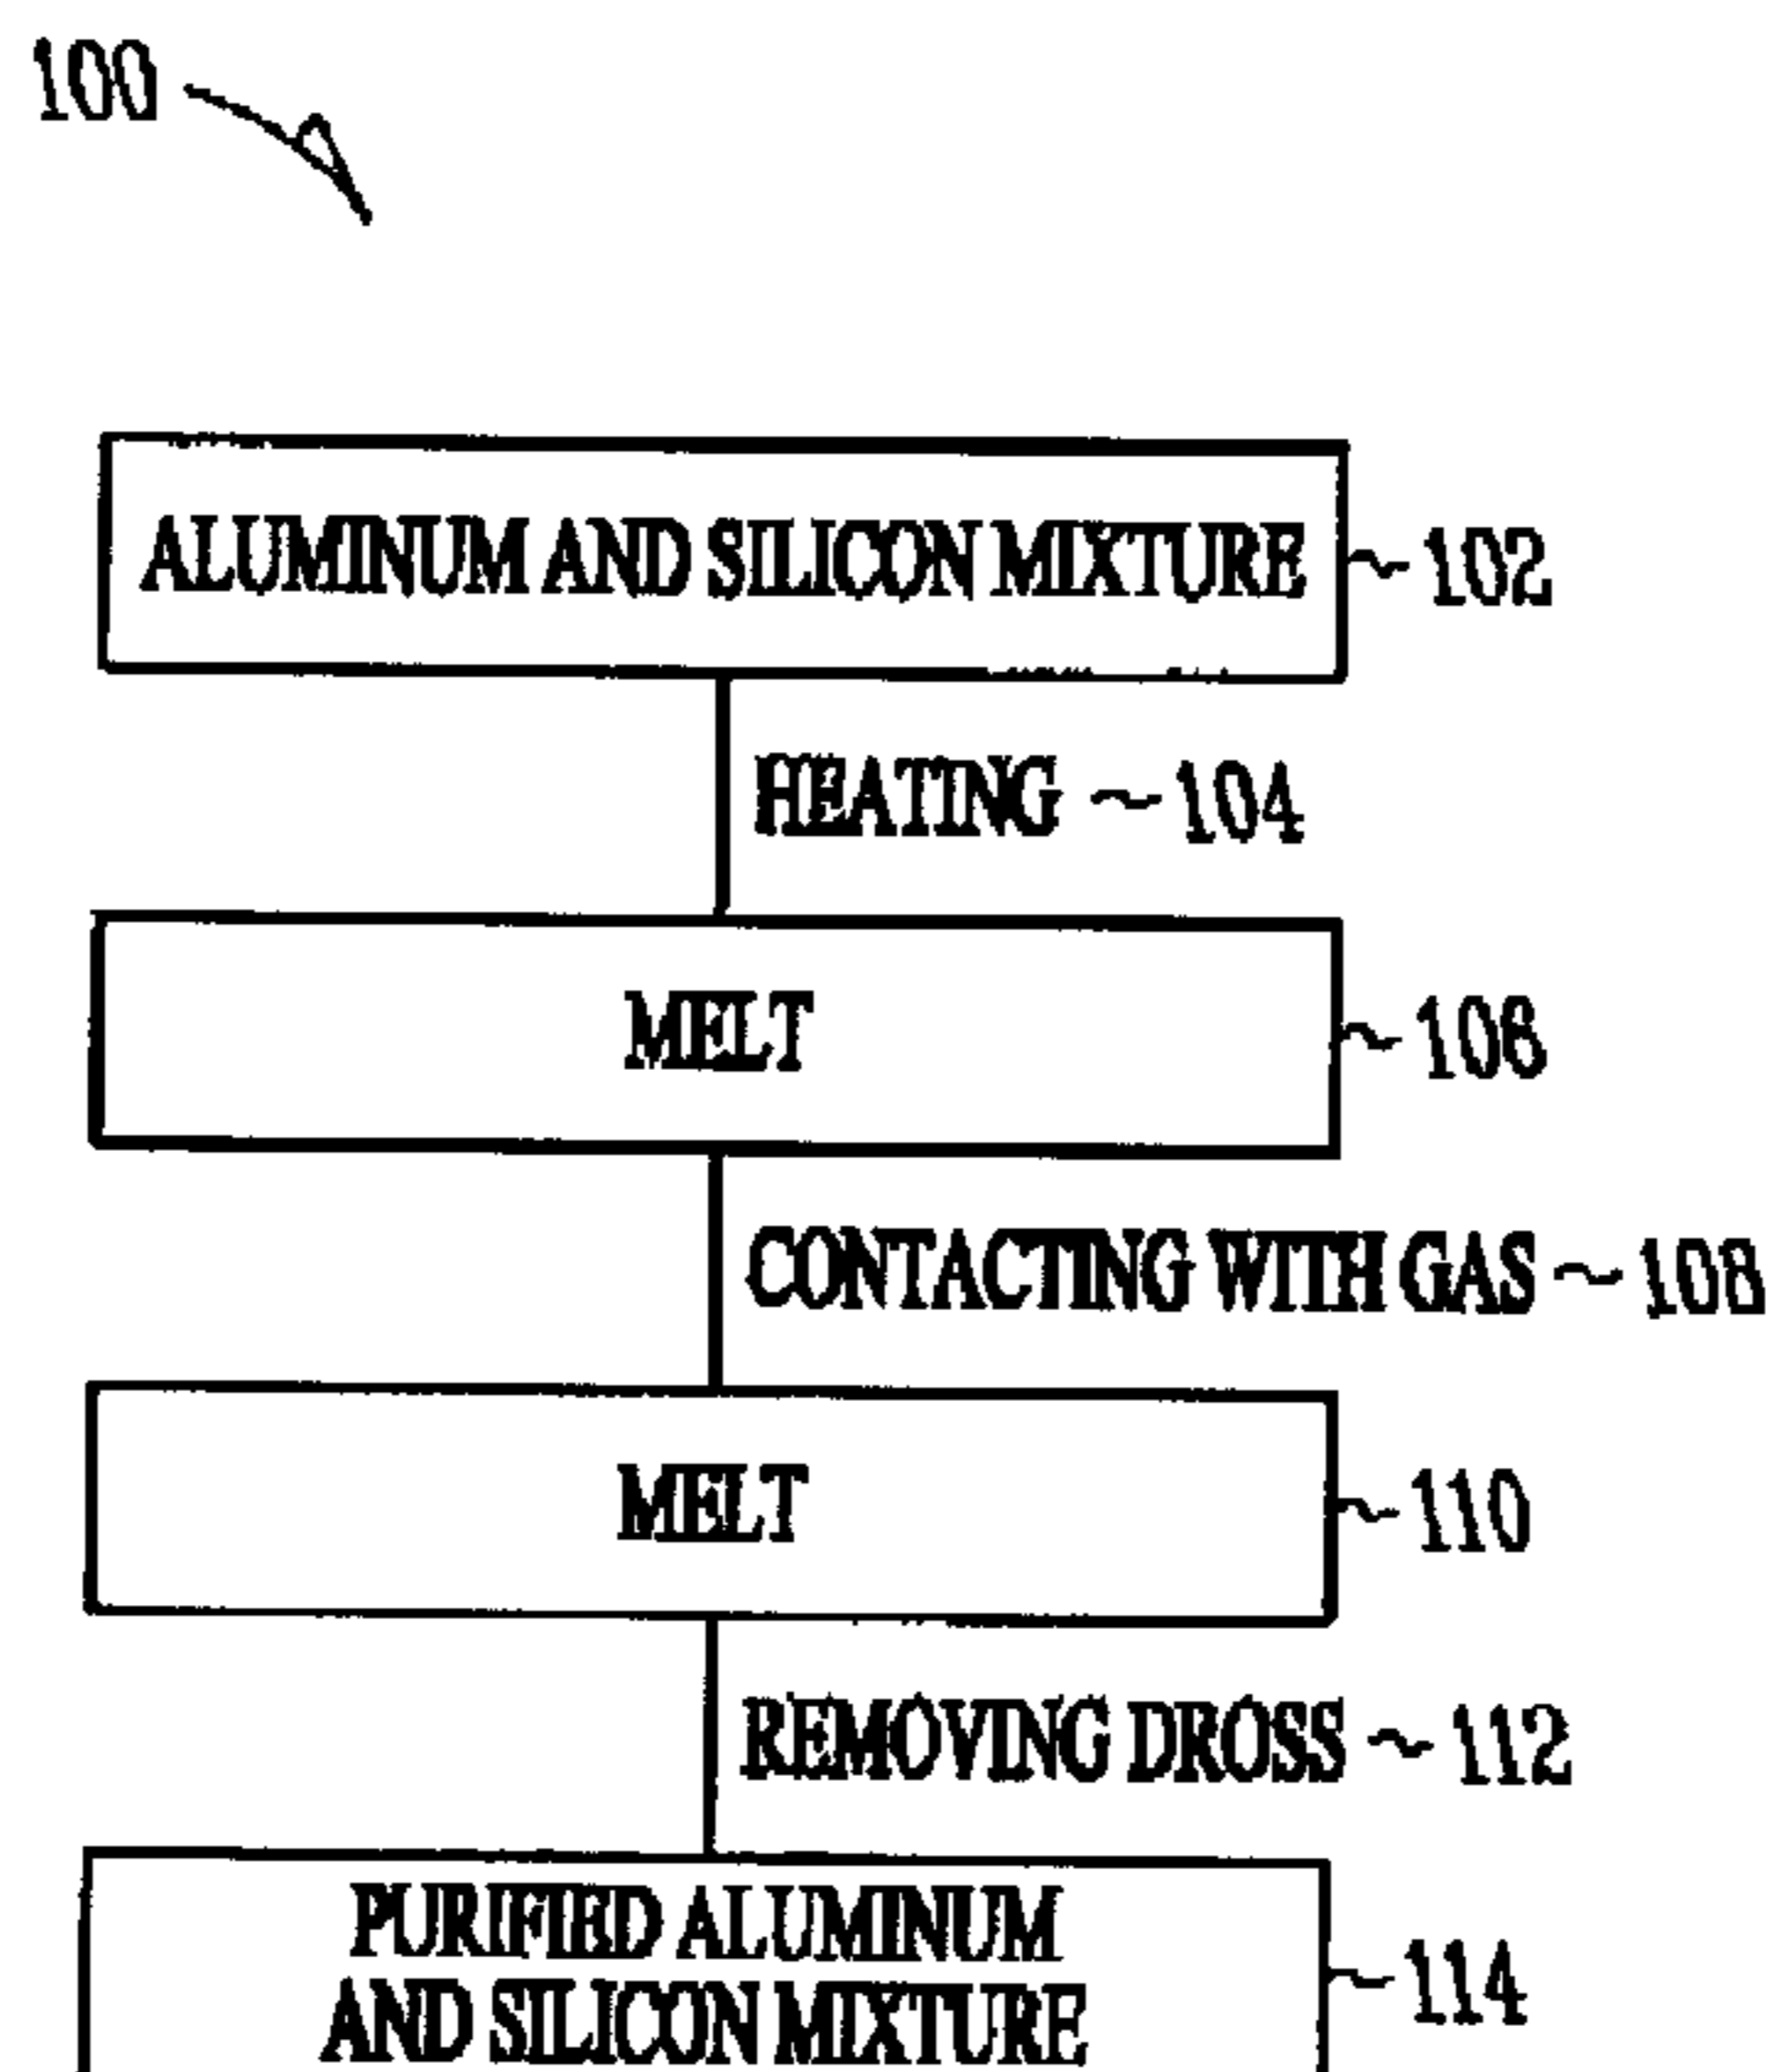 100
ALUMINUM AND SILICON MIXTURE 102
HEATING 104
MELT 106
CONTACTING WITH GAS 108
MELT 110
REMOVING DROSS 112
PURIFIED ALUMINUM
AND SILICON MIXTURE 114